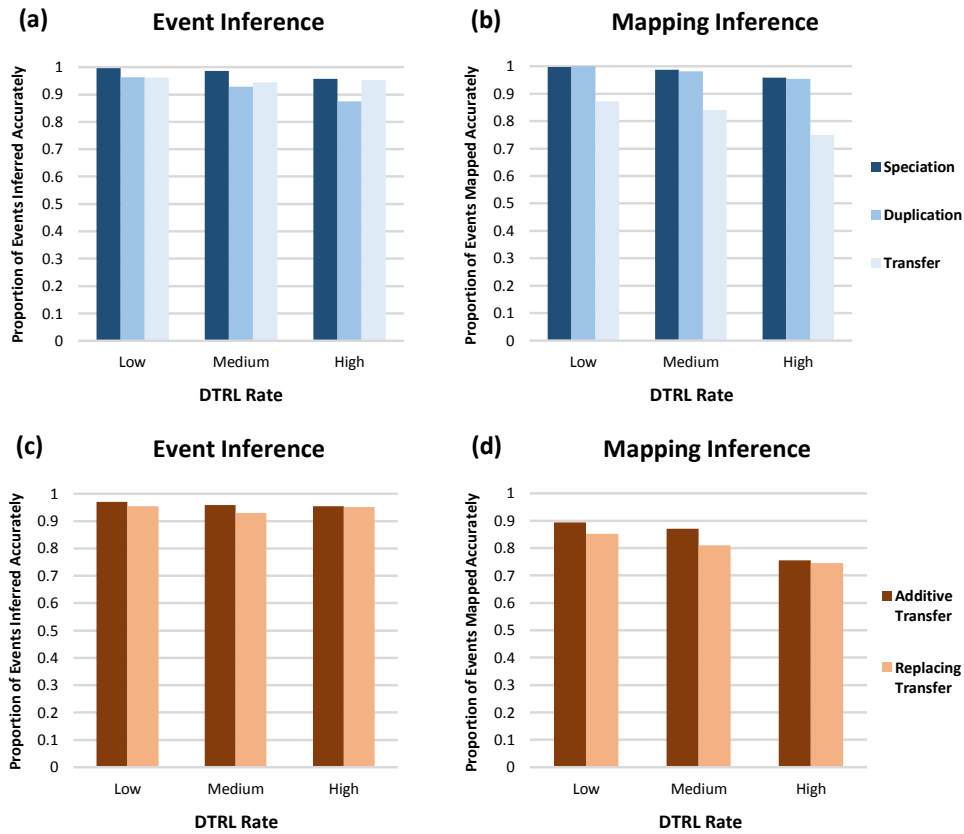 (a)
Event Inference
Proportion of Events Inferred Accurately
1
0.9
0.8
0.7
0.6
0.5
0.4
0.3
0.2
0.1
0
Low Medium High
DTRL Rate
(b)
Mapping Inference
Proportion of Events Mapped Accurately
1
0.9
0.8
0.7
0.6
0.5
0.4
0.3
0.2
0.1
0
Low Medium High
DTRL Rate
Speciation
Duplication
Transfer
(c)
Event Inference
Proportion of Events Inferred Accurately
1
0.9
0.8
0.7
0.6
0.5
0.4
0.3
0.2
0.1
0
Low Medium High
DTRL Rate
(d)
Mapping Inference
Proportion of Events Mapped Accurately
1
0.9
0.8
0.7
0.6
0.5
0.4
0.3
0.2
0.1
0
Low Medium High
DTRL Rate
Additive
Transfer
Replacing
Transfer